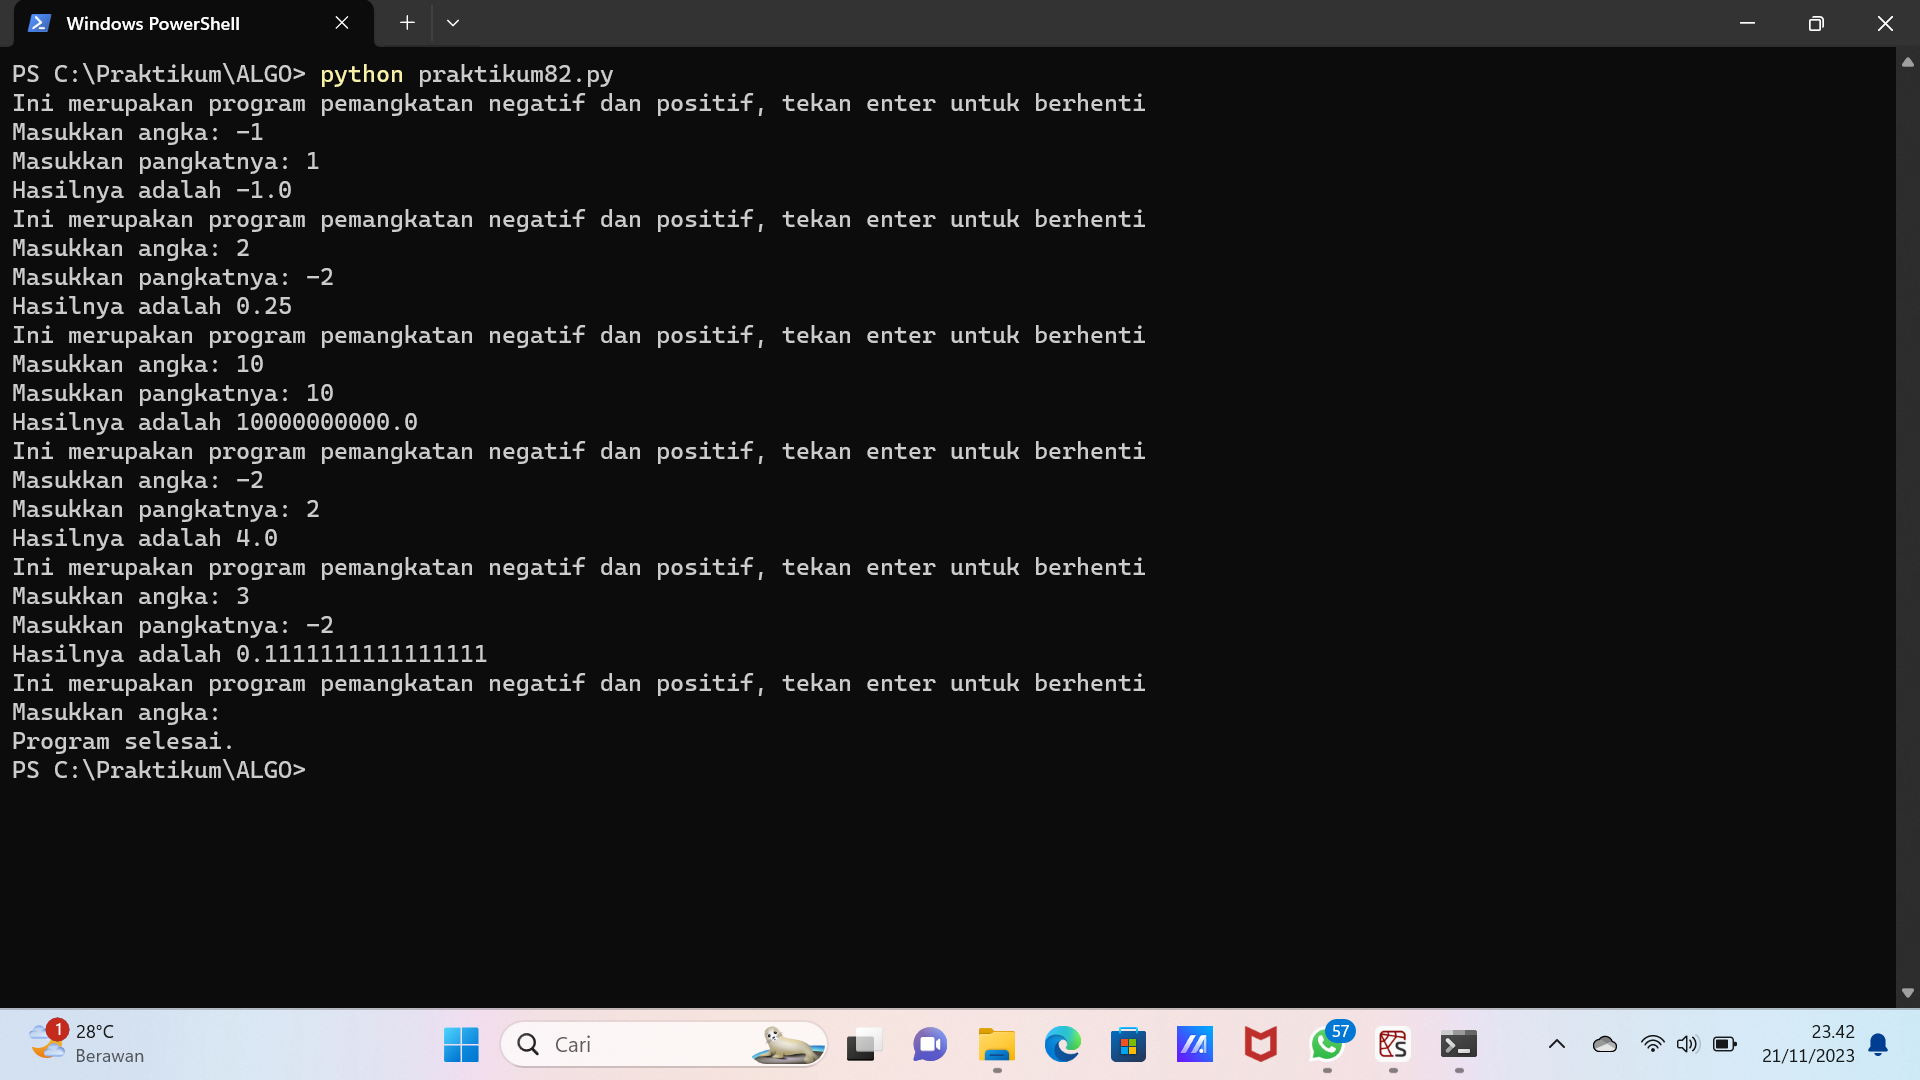 Windows PowerShell
PS C:\Praktikum\ALGO> python praktikum82.py
Ini merupakan program pemangkatan negatif dan positif, tekan enter untuk berhenti
Masukkan angka: -1
Masukkan pangkatnya: 1
Hasilnya adalah -1.0
Ini merupakan program pemangkatan negatif dan positif, tekan enter untuk berhenti
Masukkan angka: 2
Masukkan pangkatnya: -2
Hasilnya adalah 0.25
Ini merupakan program pemangkatan negatif dan positif, tekan enter untuk berhenti
Masukkan angka: 10
Masukkan pangkatnya: 10
Hasilnya adalah 10000000000.0
Ini merupakan program pemangkatan negatif dan positif, tekan enter untuk berhenti
Masukkan angka: -2
Masukkan pangkatnya: 2
Hasilnya adalah 4.0
Ini merupakan program pemangkatan negatif dan positif, tekan enter untuk berhenti
Masukkan angka: 3
Masukkan pangkatnya: -2
Hasilnya adalah 0.1111111111111111
Ini merupakan program pemangkatan negatif dan positif, tekan enter untuk berhenti
Masukkan angka:
Program selesai.
PS C:\Praktikum\ALGO>
1
28°C
Berawan
Cari
57
23.42
21/11/2023